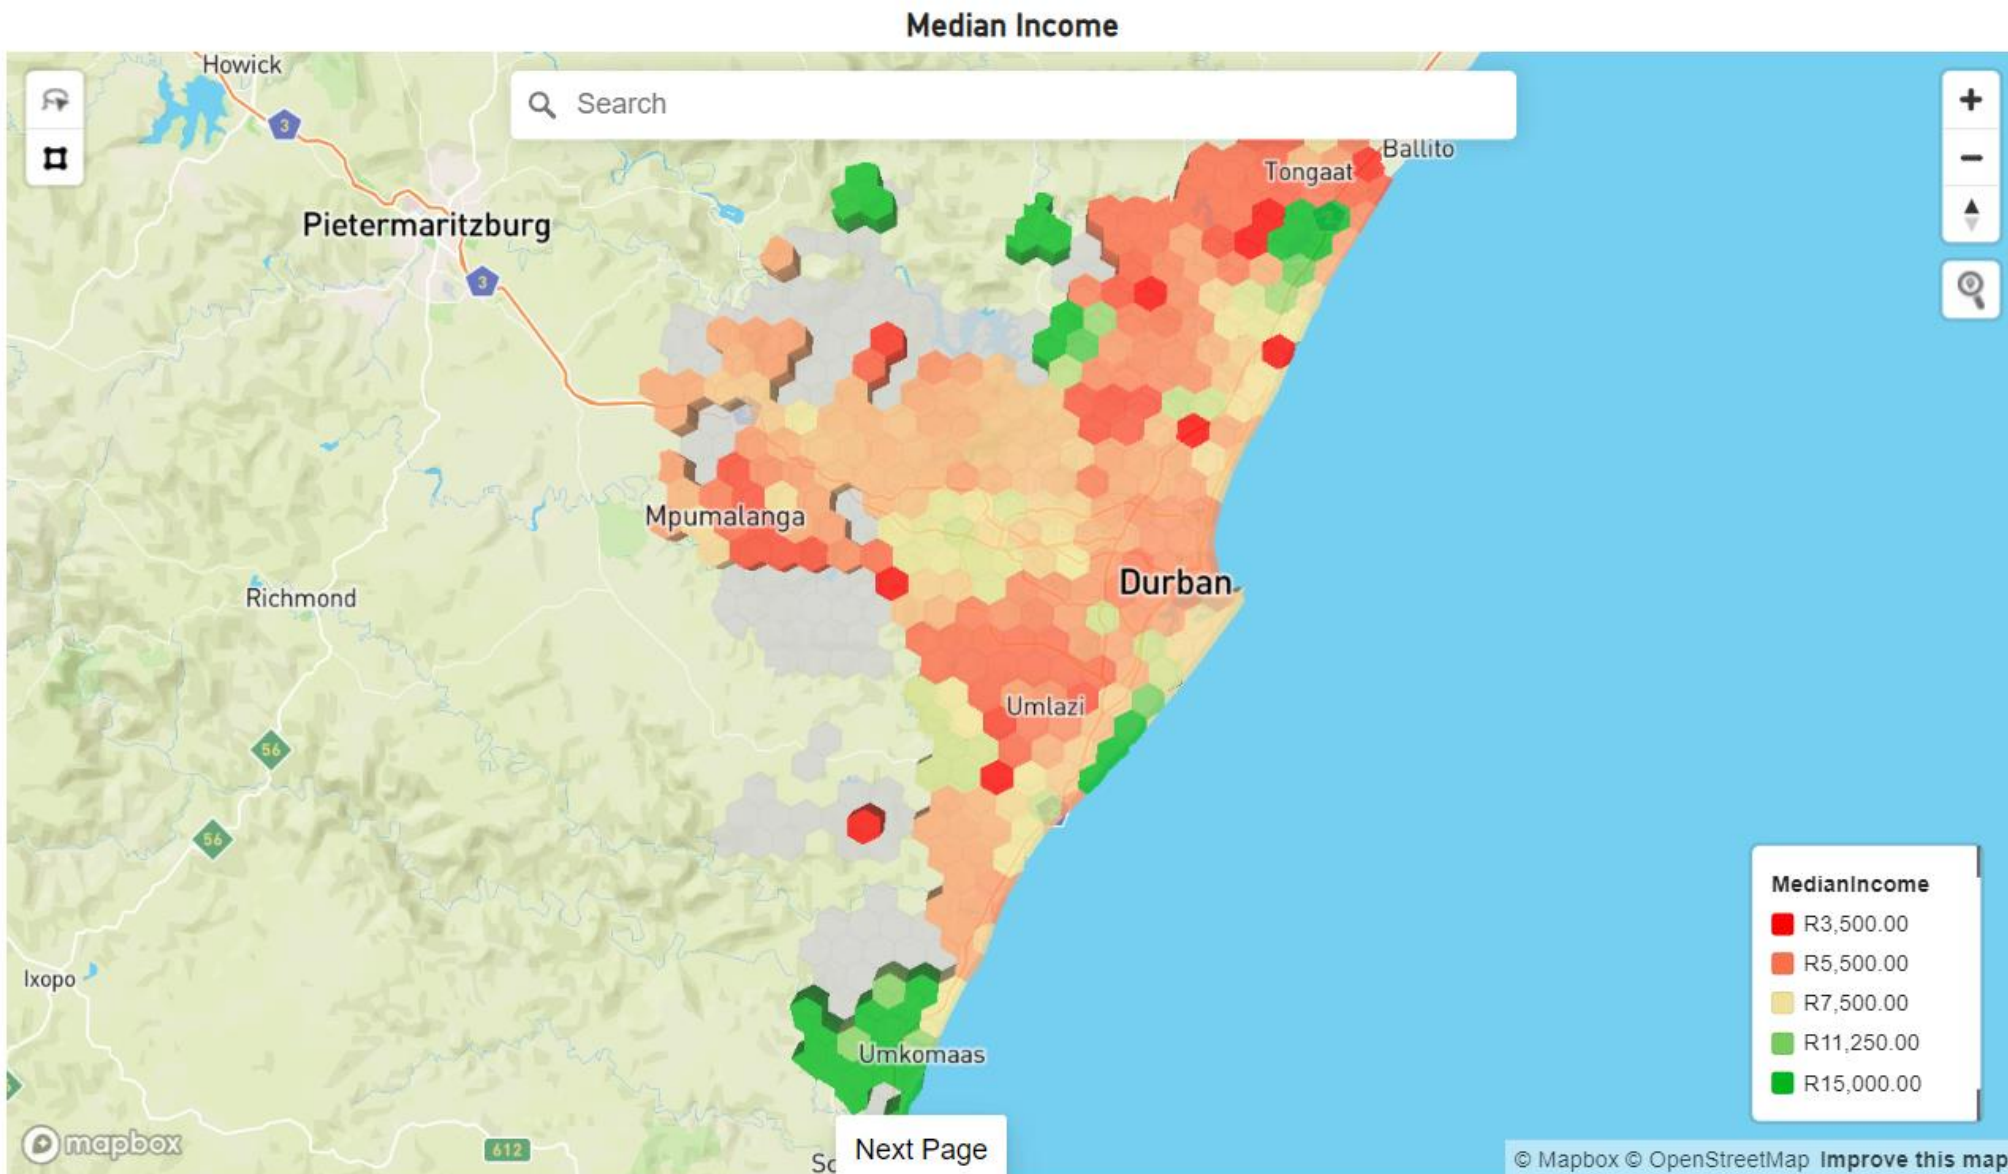 Median Income
Howick
Search
3
Ballito
Tongaat
Pietermaritzburg
2
3
Mpumalanga
Durban
Richmond
Umlazi
56
56
MedianIncome
R3,500.00
R5,500.00
R7,500.00
R11,250.00
R15,000.00
Ixopo
Umkomaas
mapbox
612
Next Page
Sc
© Mapbox © OpenStreetMap Improve this map